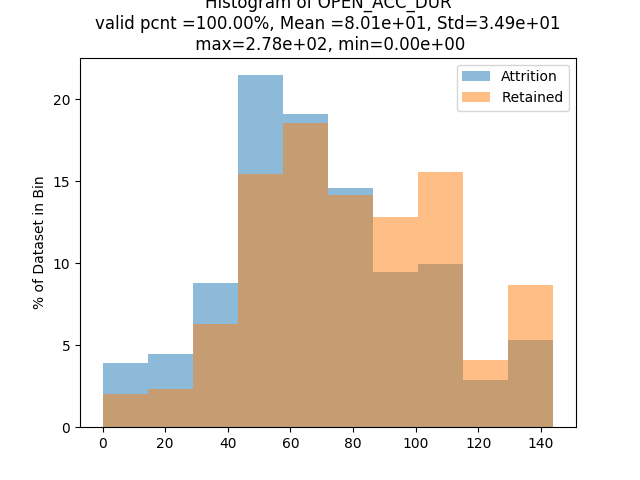 Histogram of OPEN_ACC_DUR
valid pcnt =100.00%, Mean =8.01e+01, Std=3.49e+01
max=2.78e+02, min=0.00e+00
Attrition
Retained
% of Dataset in Bin
20
15
10
5
0
0 20 40 60 80 100 120 140